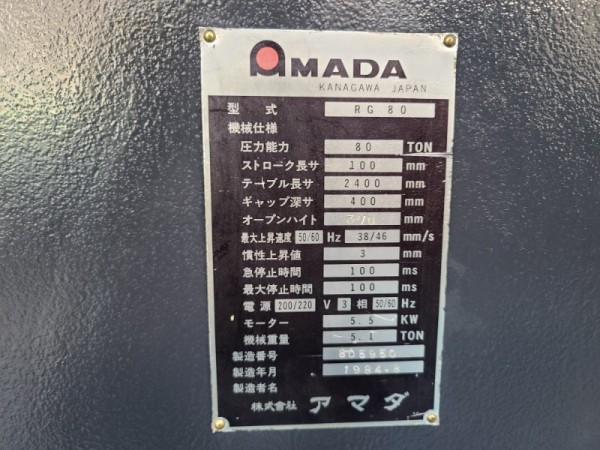 AMADA
KANAGAWA JAPAN
型式 RG 80
機械仕様
圧力能力 80 TON
ストローク長サ 100 mm
テーブル長サ 2400 mm
ギャップ深サ 400 mm
オープンハイト mm
最大上昇速度 50/60 Hz 38/46 mm/s
慣性上昇値 3 mm
急停止時間 100 ms
最大停止時間 100 ms
電源 200/220 V 3 相 50/60 Hz
モーター 5.5 KW
機械重量 5.1 TON
製造番号
製造年月
製造者名
株式会社 アマダ